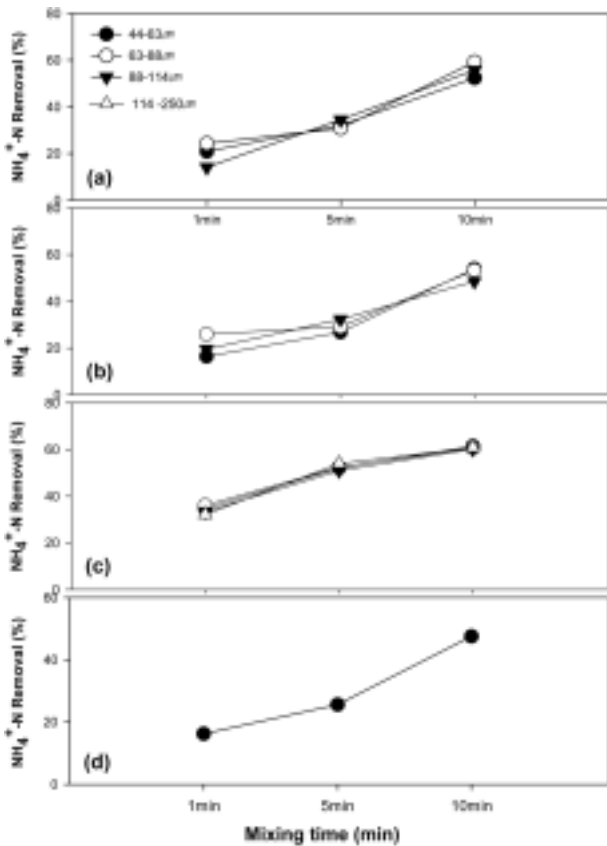 80
60
40
20
0
NH4+-N Removal (%)
44-63㎛
63-88㎛
88-114㎛
114 -250㎛
(a)
1min 5min 10min
80
60
40
20
0
NH4+-N Removal (%)
(b)
80
60
40
20
0
NH4+-N Removal (%)
(c)
60
40
20
0
NH4+-N Removal (%)
(d)
1min 5min 10min
Mixing time (min)